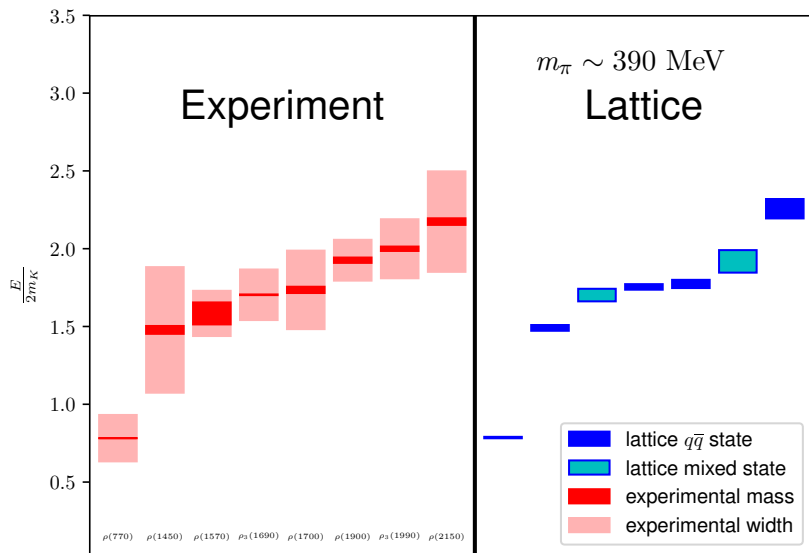 3.5
3.0
2.5
2.0
1.5
1.0
0.5
E/2m_K
Experiment
ρ(770) ρ(1450) ρ(1570) ρ₃(1690) ρ(1700) ρ(1900) ρ₃(1990) ρ(2150)
m_π ∼ 390 MeV
Lattice
lattice qq̅ state
lattice mixed state
experimental mass
experimental width